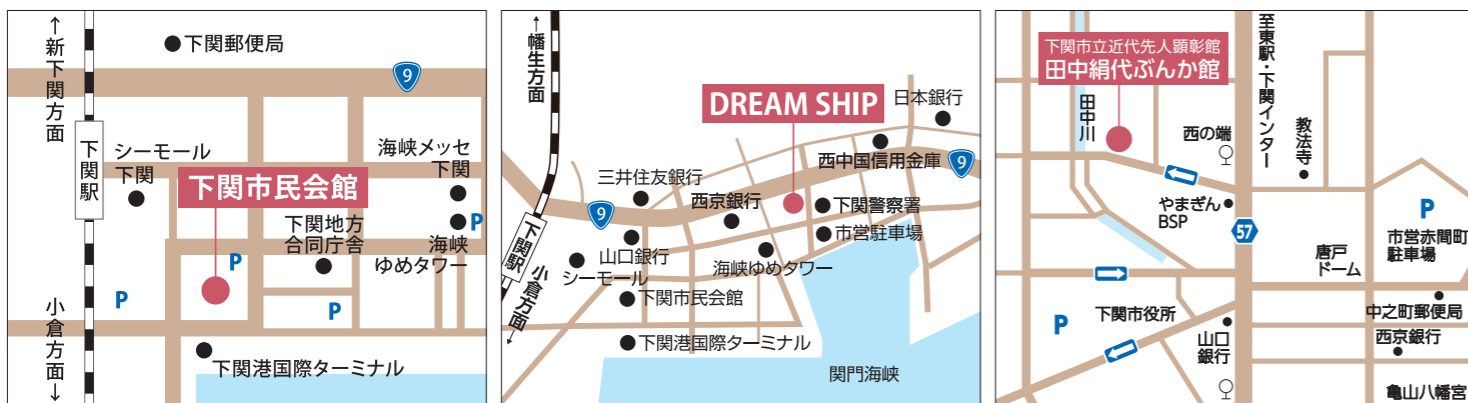 ←新下関方面
下関郵便局
9
下関駅
シーモール
下関
海峡メッセ
下関
下関市民会館
P
下関地方
合同庁舎
海峡
ゆめタワー
P
P
P
小倉方面→
下関港国際ターミナル
←幡生方面
DREAM SHIP
日本銀行
西中国信用金庫
9
三井住友銀行
西京銀行
9
下関警察署
下関駅
山口銀行
市営駐車場
シーモール
海峡ゆめタワー
小倉方面→
下関市民会館
下関港国際ターミナル
関門海峡
下関市立近代先人顕彰館
田中絹代ぶんか館
至東駅・下関インター
田中川
西の端
教法寺
やまぎん
BSP
57
P
市営赤間町
駐車場
唐戸
ドーム
下関市役所
P
中之町郵便局
山口
銀行
西京銀行
亀山八幡宮